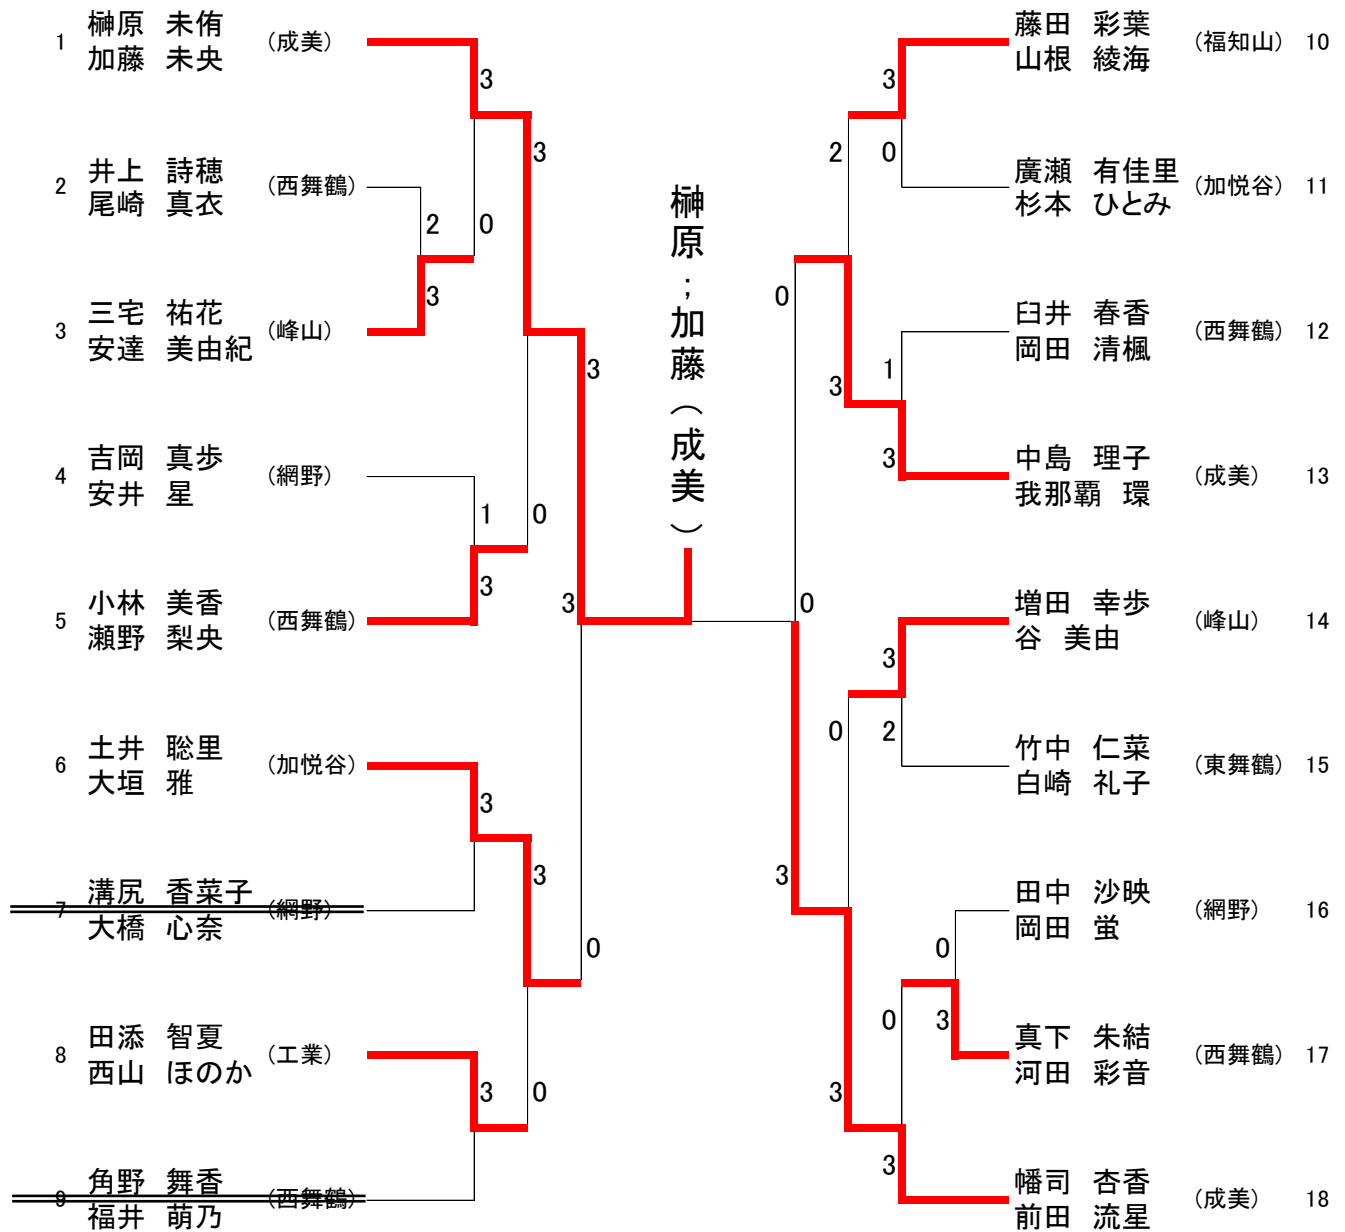 1 榊原 未侑 (成美)
加藤 未央
3
2 井上 詩穂 (西舞鶴)
尾崎 真衣
2
0
3
3 三宅 祐花 (峰山)
安達 美由紀
3
3
4 吉岡 真歩 (網野)
安井 星
1
0
3
5 小林 美香 (西舞鶴)
瀬野 梨央
3
6 土井 聡里 (加悦谷)
大垣 雅
3
3
7 溝尻 香菜子 (網野)
大橋 心奈
0
8 田添 智夏 (工業)
西山 ほのか
3
0
9 角野 舞香 (西舞鶴)
福井 萌乃
榊原;加藤(成美)
藤田 彩葉 (福知山) 10
山根 綾海
3
2
0
廣瀬 有佳里 (加悦谷) 11
杉本 ひとみ
0
臼井 春香 (西舞鶴) 12
岡田 清楓
1
3
3
中島 理子 (成美) 13
我那覇 環
0
増田 幸歩 (峰山) 14
谷 美由
3
0
2
竹中 仁菜 (東舞鶴) 15
白崎 礼子
3
田中 沙映 (網野) 16
岡田 蛍
0
0
3
真下 朱結 (西舞鶴) 17
河田 彩音
3
3
幡司 杏香 (成美) 18
前田 流星